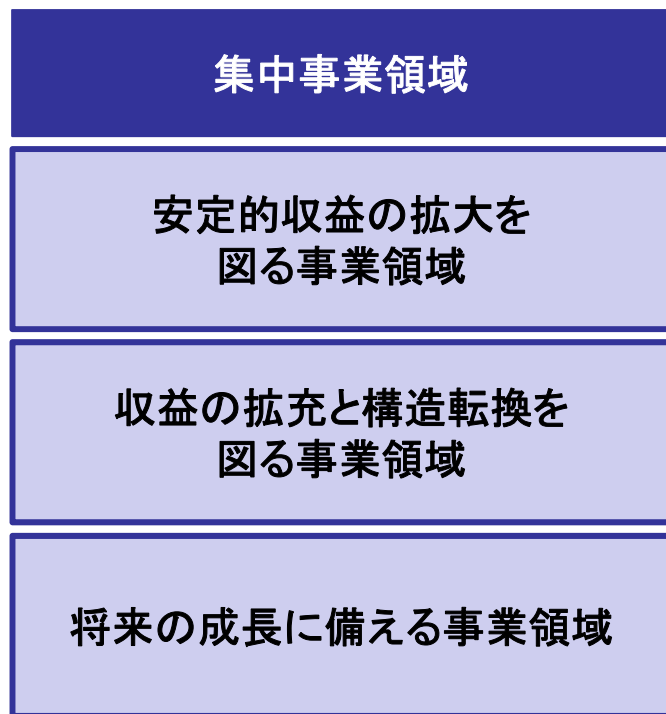 集中事業領域
安定的収益の拡大を
図る事業領域
収益の拡充と構造転換を
図る事業領域
将来の成長に備える事業領域